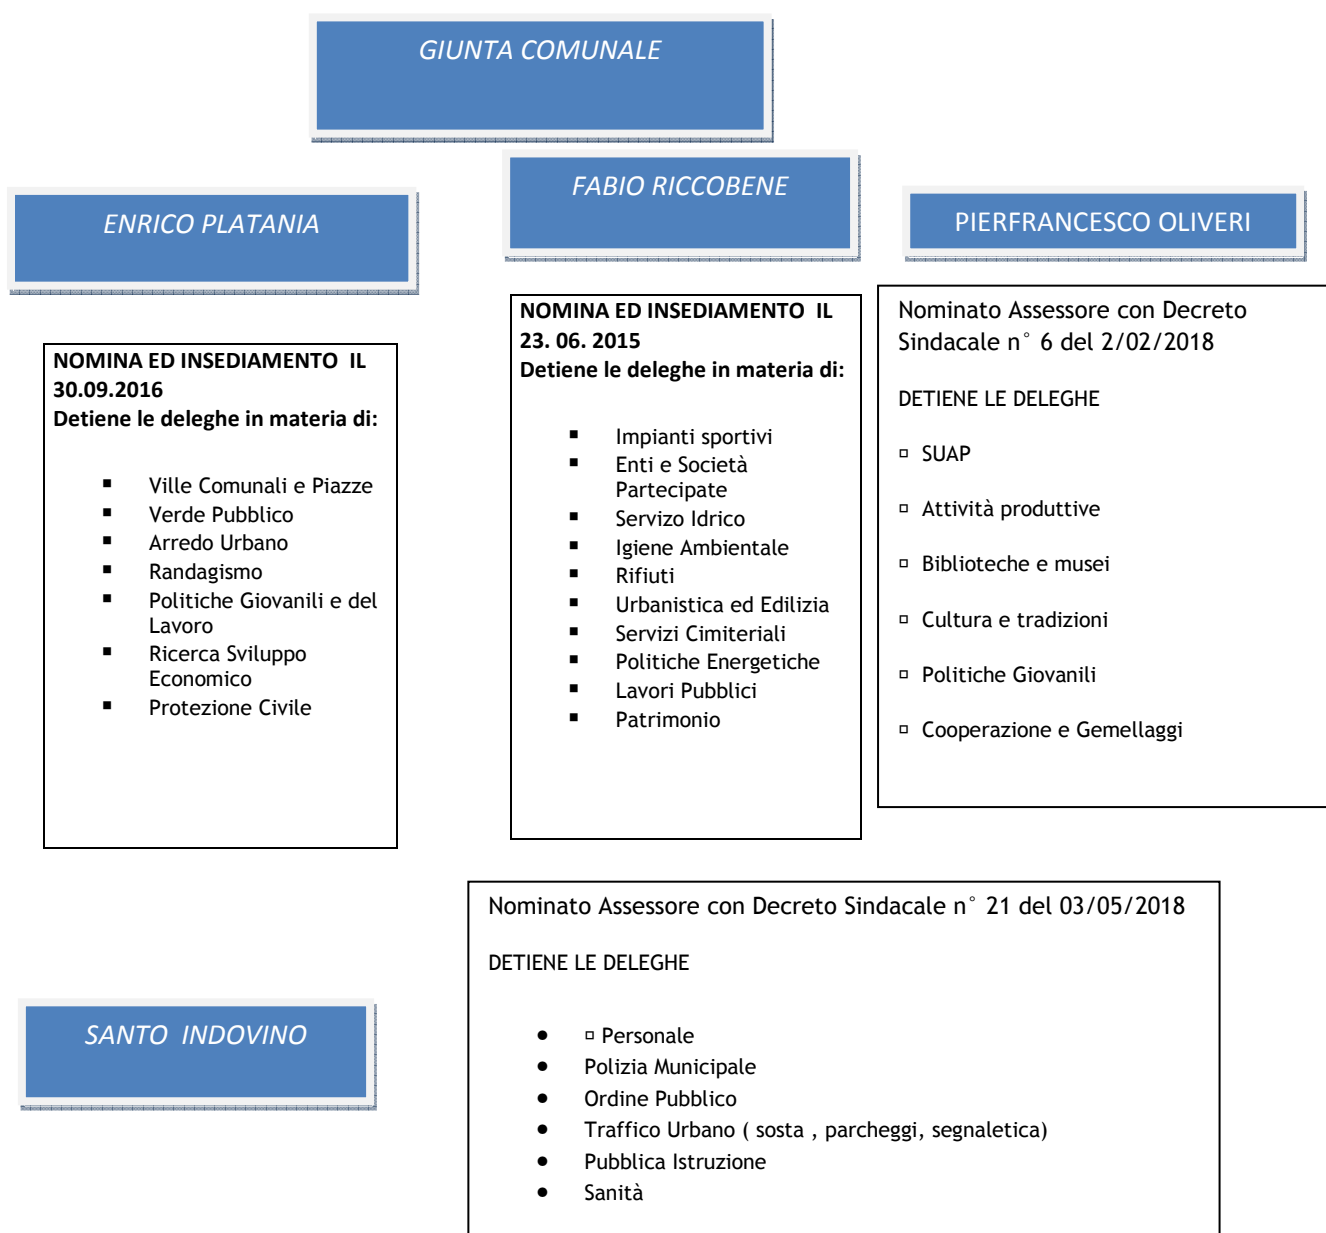 GIUNTA COMUNALE
ENRICO PLATANIA
NOMINA ED INSEDIAMENTO IL
30.09.2016
Detiene le deleghe in materia di:
▪ Ville Comunali e Piazze
▪ Verde Pubblico
▪ Arredo Urbano
▪ Randagismo
▪ Politiche Giovanili e del
Lavoro
▪ Ricerca Sviluppo
Economico
▪ Protezione Civile
FABIO RICCOBENE
NOMINA ED INSEDIAMENTO IL
23. 06. 2015
Detiene le deleghe in materia di:
▪ Impianti sportivi
▪ Enti e Società
Partecipate
▪ Servizo Idrico
▪ Igiene Ambientale
▪ Rifiuti
▪ Urbanistica ed Edilizia
▪ Servizi Cimiteriali
▪ Politiche Energetiche
▪ Lavori Pubblici
▪ Patrimonio
PIERFRANCESCO OLIVERI
Nominato Assessore con Decreto
Sindacale n° 6 del 2/02/2018
DETIENE LE DELEGHE
▫ SUAP
▫ Attività produttive
▫ Biblioteche e musei
▫ Cultura e tradizioni
▫ Politiche Giovanili
▫ Cooperazione e Gemellaggi
SANTO INDOVINO
Nominato Assessore con Decreto Sindacale n° 21 del 03/05/2018
DETIENE LE DELEGHE
● ▫ Personale
● Polizia Municipale
● Ordine Pubblico
● Traffico Urbano ( sosta , parcheggi, segnaletica)
● Pubblica Istruzione
● Sanità